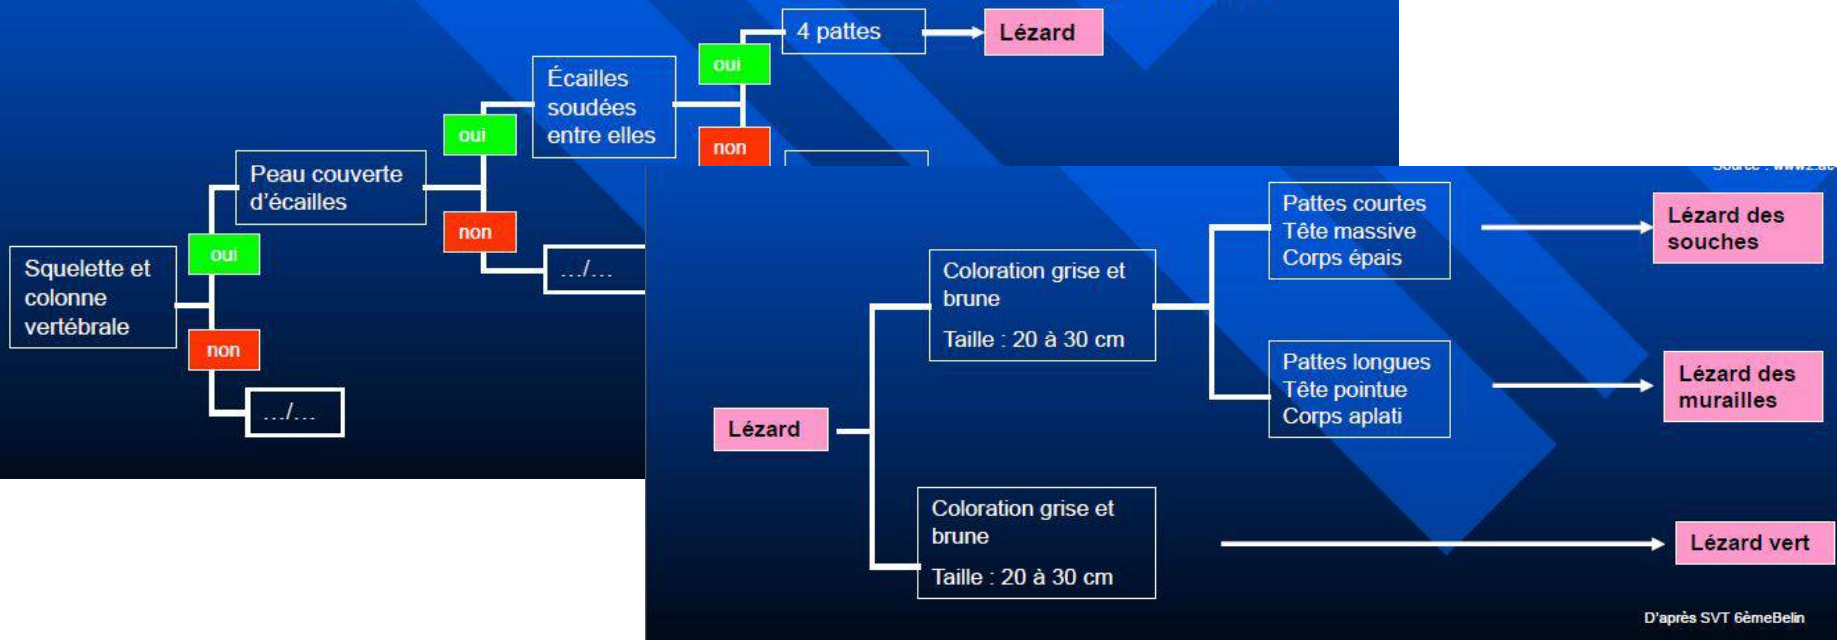 4 pattes
Lézard
oui
Écailles
soudées
entre elles
oui
non
Peau couverte
d'écailles
oui
non
.../...
Squelette et
colonne
vertébrale
non
.../...
Pattes courtes
Tête massive
Corps épais
Lézard des
souches
Coloration grise et
brune
Taille : 20 à 30 cm
Pattes longues
Tête pointue
Corps aplati
Lézard des
murailles
Lézard
Coloration grise et
brune
Taille : 20 à 30 cm
Lézard vert
D'après SVT 6èmeBelin